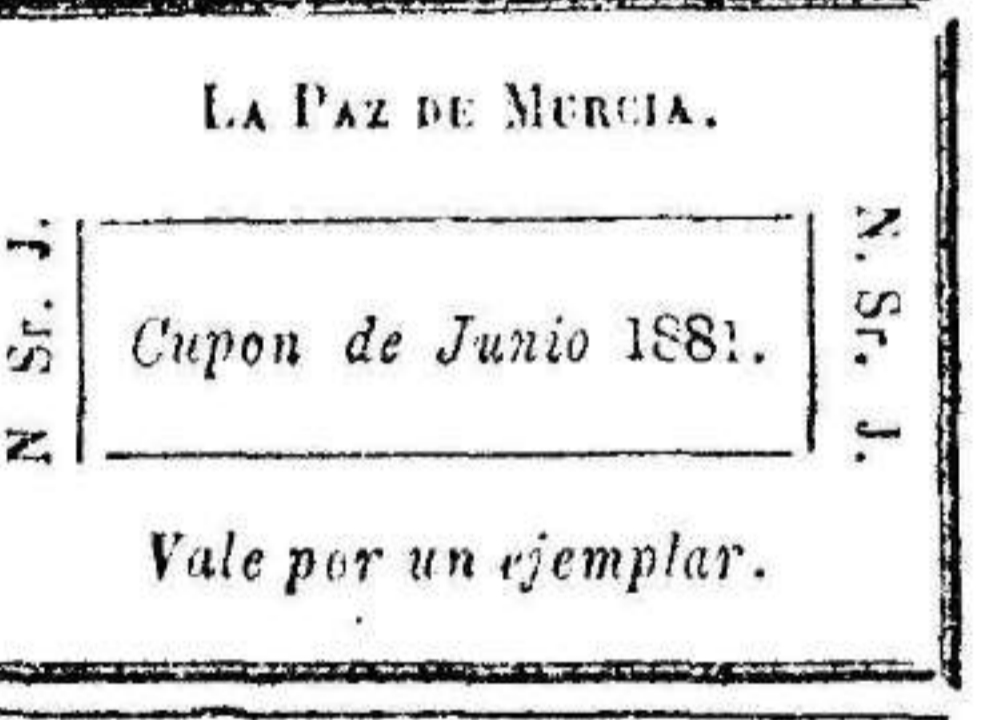 LA PAZ DE MURCIA.
N Sr. J.
Cupon de Junio 1881.
N. Sr. J.
Vale por un ejemplar.